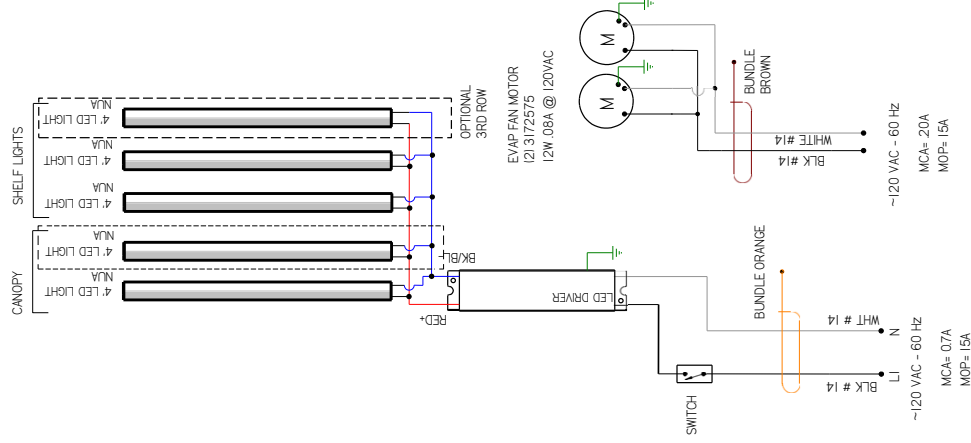 SHELF LIGHTS
4' LED LIGHT
NUA
OPTIONAL
3RD ROW
4' LED LIGHT
NUA
4' LED LIGHT
NUA
CANOPY
4' LED LIGHT
NUA
4' LED LIGHT
NUA
BK/BL-
RED+
LED DRIVER
EVAP FAN MOTOR
(2) 3172575
12W .08A @ 120VAC
M
M
BUNDLE
BROWN
WHITE #14
BLK #14
~120 VAC - 60 Hz
MCA= .20A
MOP= 15A
BUNDLE ORANGE
WHT # 14
N
SWITCH
BLK # 14
L1
~120 VAC - 60 Hz
MCA= 0.7A
MOP= 15A